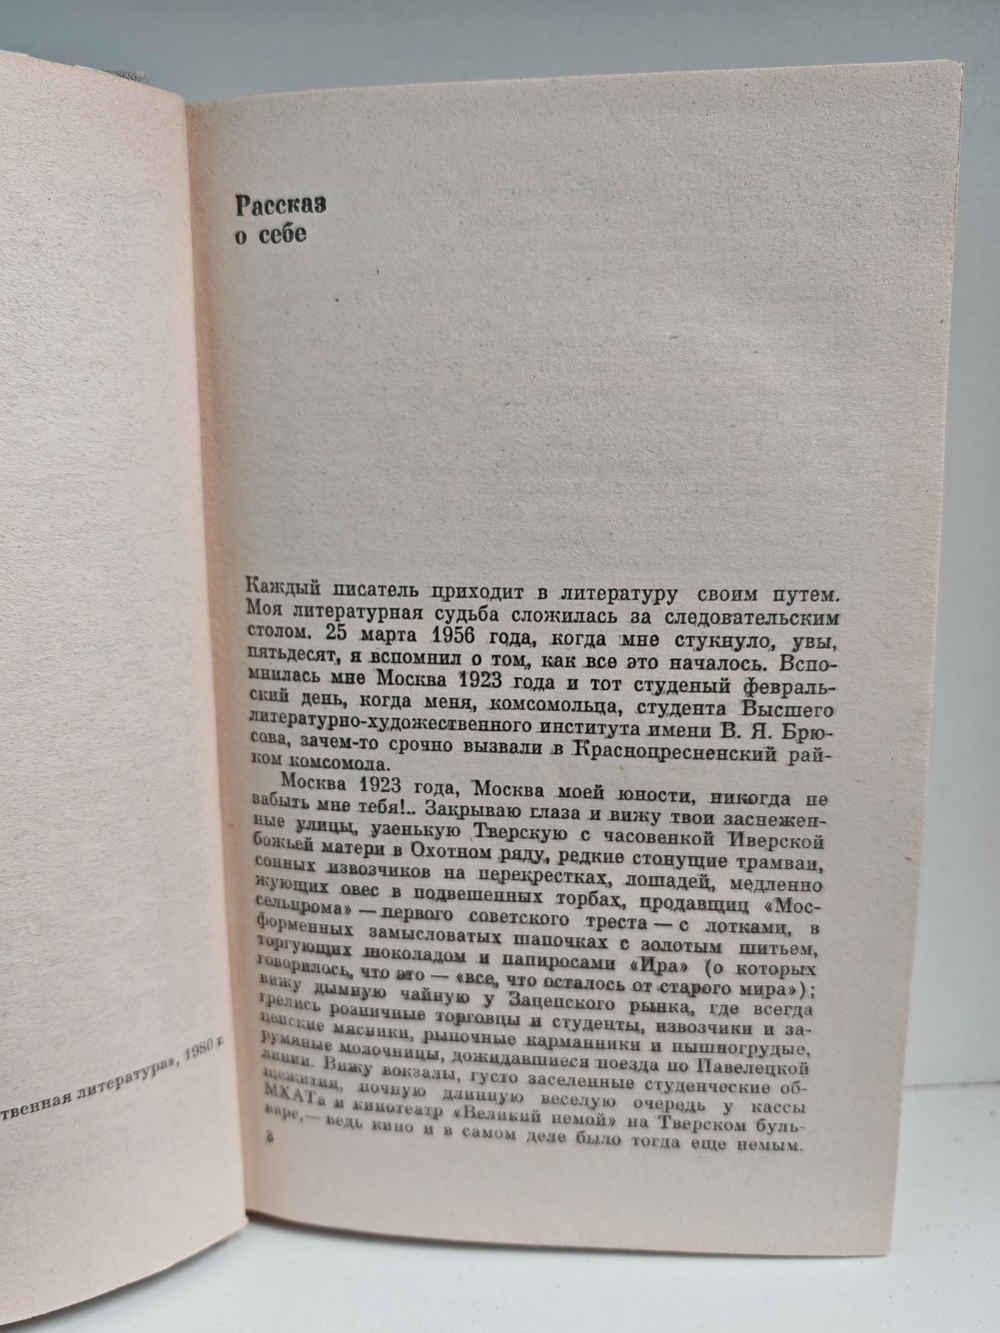 Рассказ
о себе
Каждый писатель приходит в литературу своим путем.
Моя литературная судьба сложилась за следовательским
столом. 25 марта 1956 года, когда мне стукнуло, увы,
пятьдесят, я вспомнил о том, как все это началось. Вспо-
мнилась мне Москва 1923 года и тот студеный февраль-
ский день, когда меня, комсомольца, студента Высшего
литературно-художественного института имени В. Я. Брю-
сова, зачем-то срочно вызвали в Краснопресненский рай-
ком комсомола.
Москва 1923 года, Москва моей юности, никогда не
забыть мне тебя!.. Закрываю глаза и вижу твои заснежен-
ные улицы, узенькую Тверскую с часовенкой Иверской
божьей матери в Охотном ряду, редкие стонущие трамваи,
сонных извозчиков на перекрестках, лошадей, медленно
жующих овес в подвешенных торбах, продавщиц «Мос-
сельпрома» — первого советского треста — с лотками, в
форменных замысловатых шапочках с золотым шитьем,
торгующих шоколадом и папиросами «Ира» (о которых
говорилось, что это — «все, что осталось от старого мира»);
вижу дымную чайную у Зацепского рынка, где всегда
грелись розничные торговцы и студенты, извозчики и за-
цепские мясники, рыночные карманники и пышногрудые,
румяные молочницы, дожидавшиеся поезда по Павелецкой
линии. Вижу вокзалы, густо заселенные студенческие об-
щежития, ночную длинную веселую очередь у кассы
МХАТа и кинотеатр «Великий немой» на Тверском буль-
варе,— ведь кино и в самом деле было тогда еще немым.
твенная литература», 1980 г.